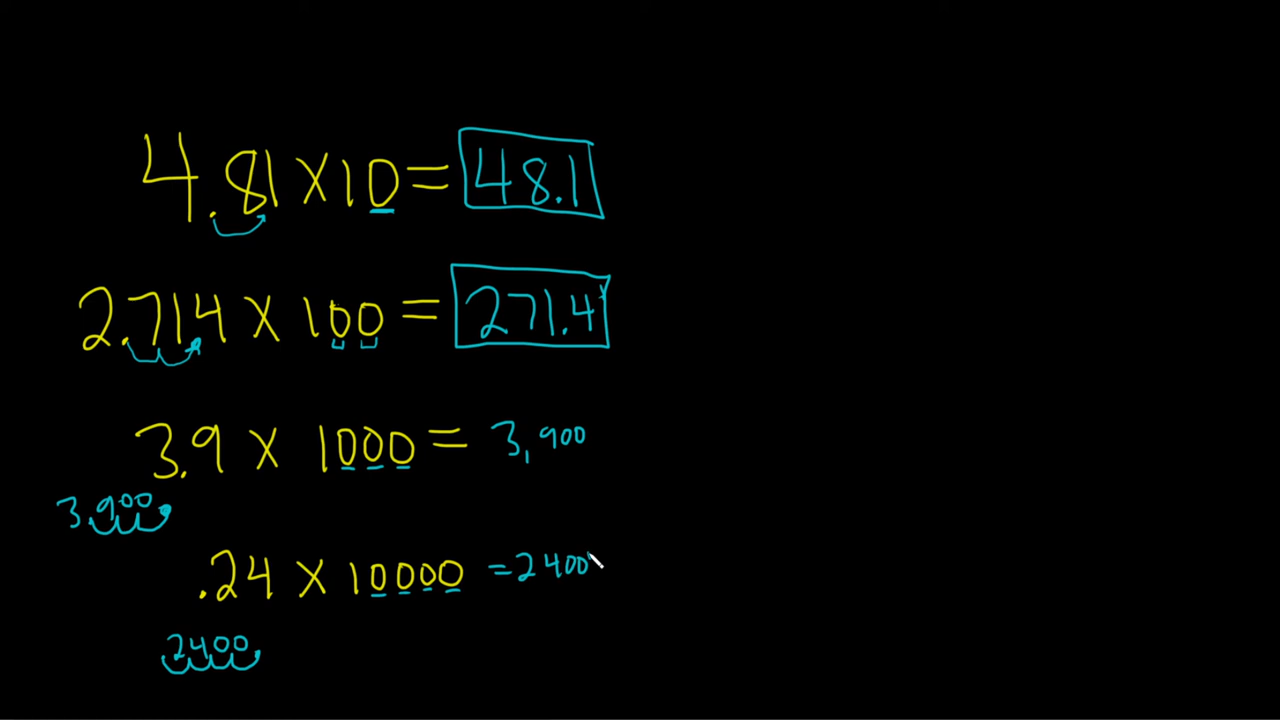 4.81 X 10 = 48.1
2.714 X 100 = 271.4
3.9 X 1000 = 3,900
3.900
.24 X 10000 = 2400
2400